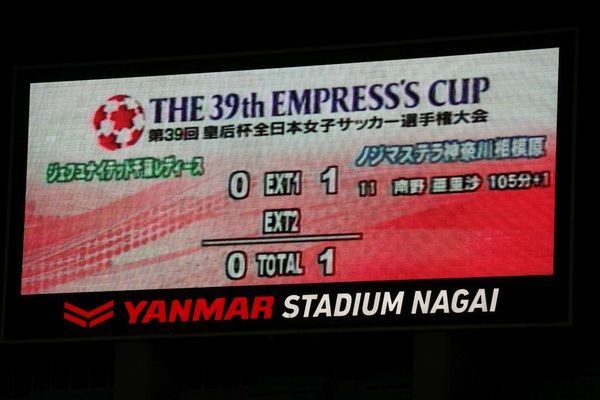 THE 39th EMPRESS'S CUP
第39回 皇后杯全日本女子サッカー選手権大会
ジェフユナイテッド千葉レディース
ノジマステラ神奈川相模原
0 EXT1 1
11 南野 亜里沙 105分+1
EXT2
0 TOTAL 1
YANMAR STADIUM NAGAI